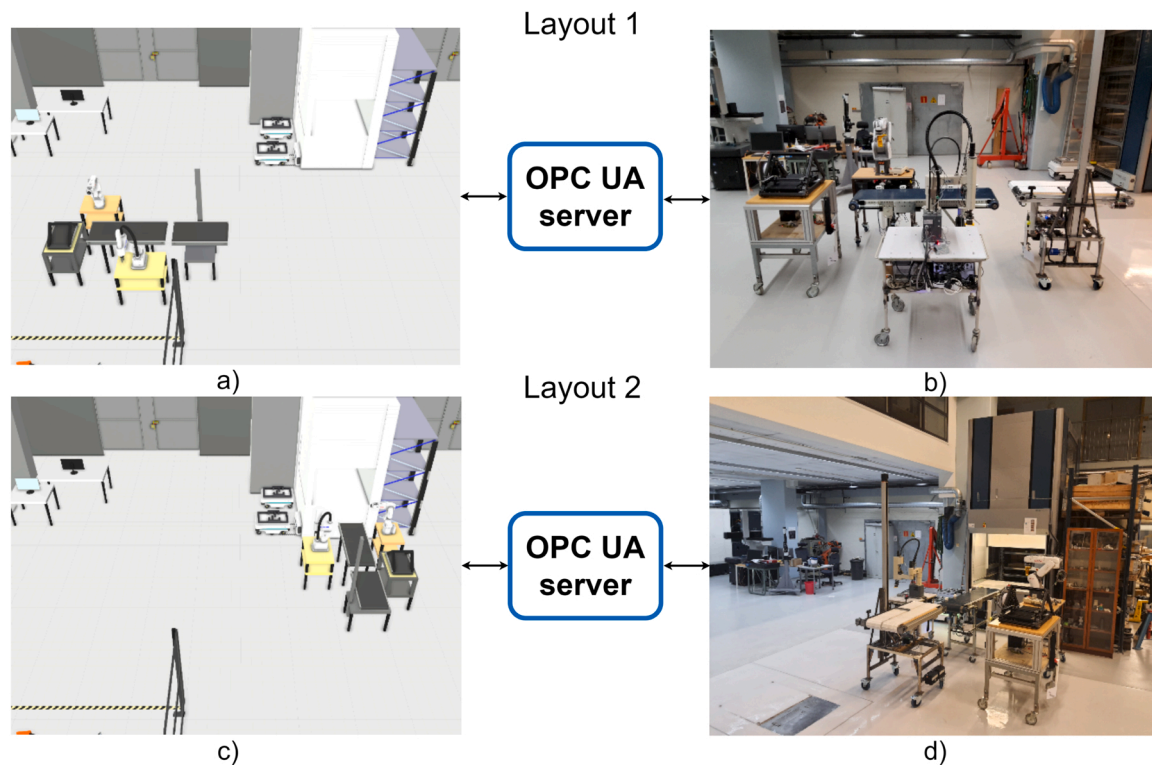 Layout 1
OPC UA
server
a)
b)
Layout 2
OPC UA
server
c)
d)